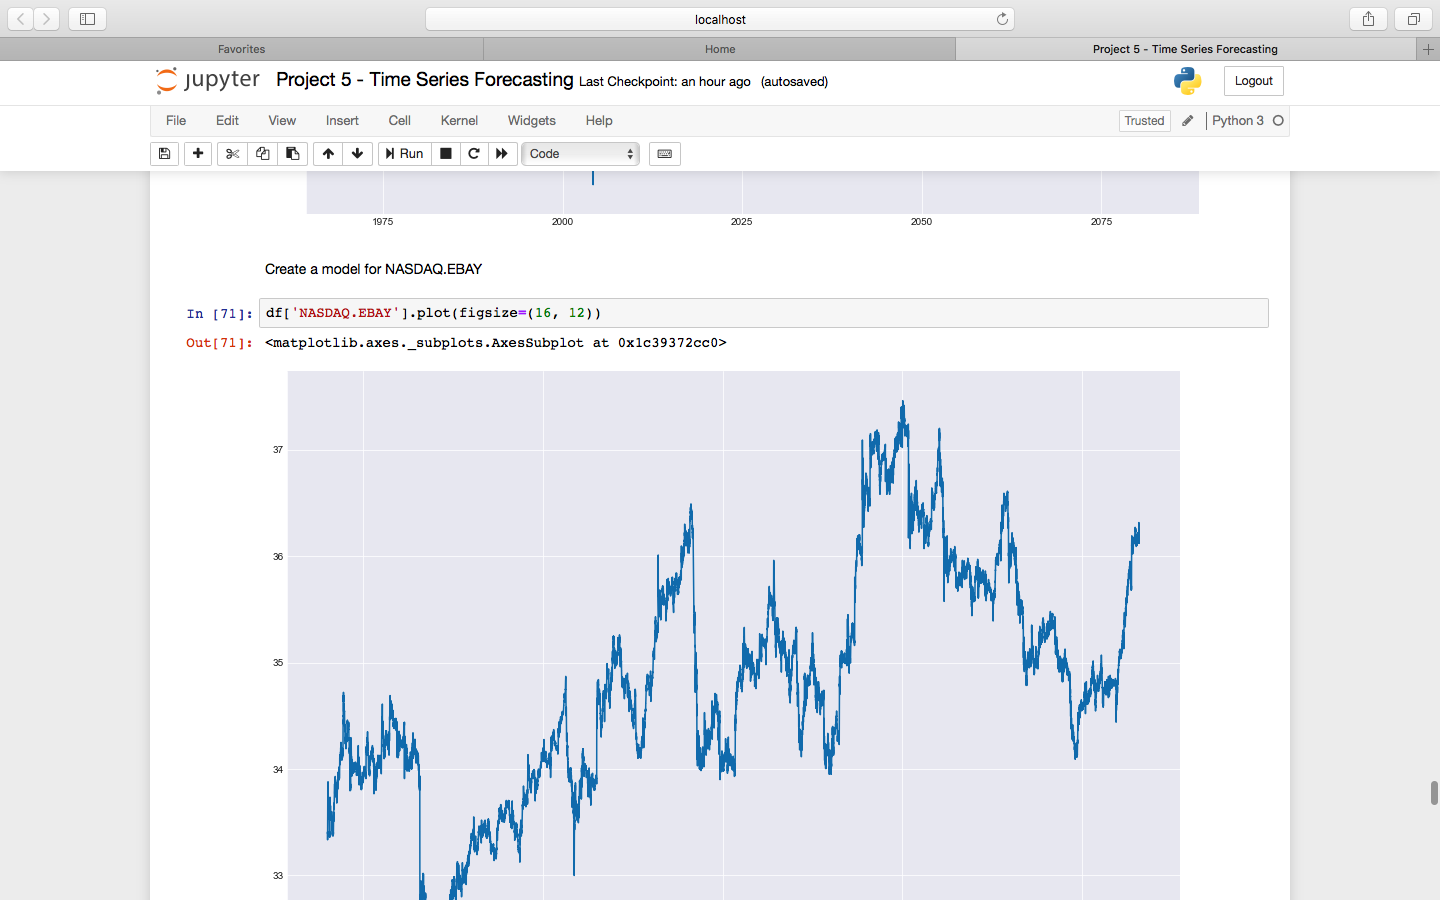 localhost
Favorites
Home
Project 5 - Time Series Forecasting
+
jupyter Project 5 - Time Series Forecasting Last Checkpoint: an hour ago (autosaved)
Logout
File Edit View Insert Cell Kernel Widgets Help
Trusted
Python 3
Run
Code
1975 2000 2025 2050 2075
Create a model for NASDAQ.EBAY
In [71]: df['NASDAQ.EBAY'].plot(figsize=(16, 12))
Out[71]: <matplotlib.axes._subplots.AxesSubplot at 0x1c39372cc0>
37
36
35
34
33